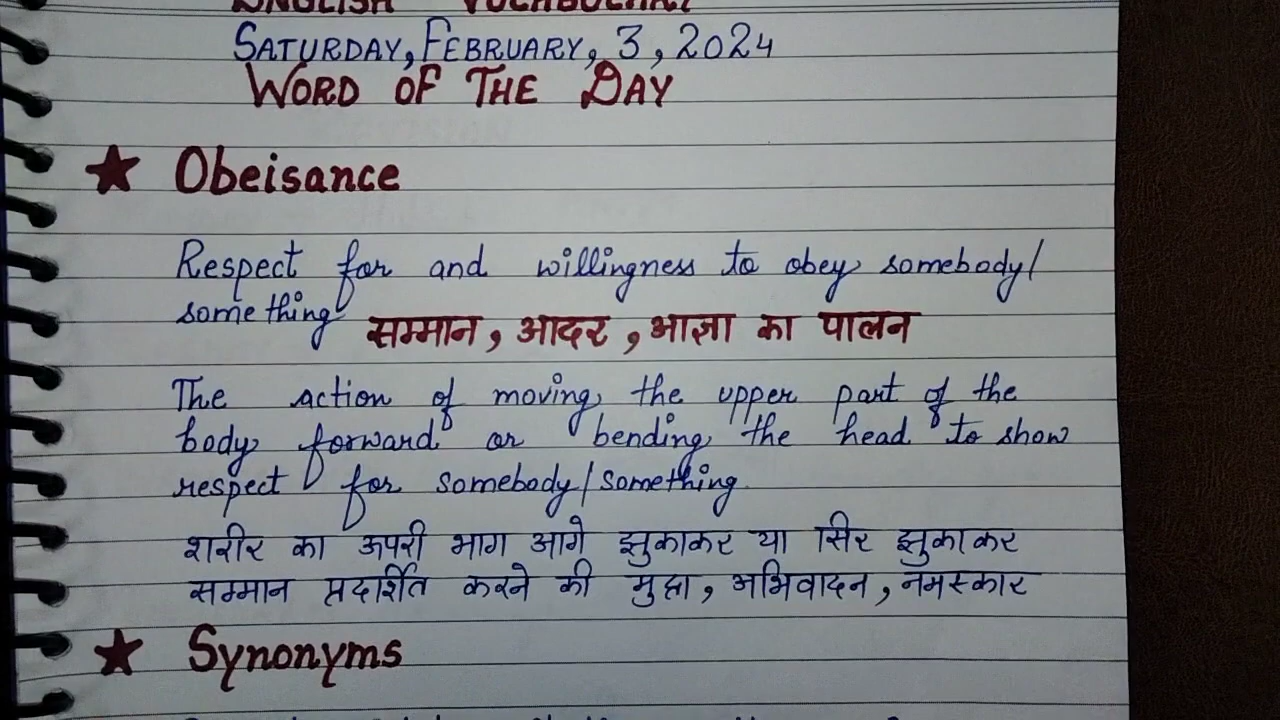 ENGLISH VOCABULARY
SATURDAY, FEBRUARY, 3, 2024
WORD OF THE DAY
★ Obeisance
Respect for and willingness to obey somebody/
something सम्मान, आदर, आज्ञा का पालन
The action of moving the upper part of the
body forward or bending the head to show
respect for somebody/something.
शरीर का ऊपरी भाग आगे झुकाकर या सिर झुकाकर
सम्मान प्रदर्शित करने की मुद्रा, अभिवादन, नमस्कार
★ Synonyms